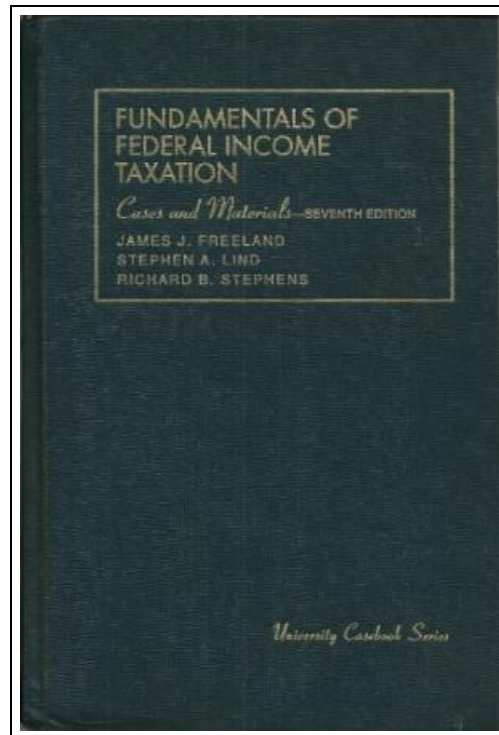 FUNDAMENTALS OF
FEDERAL INCOME
TAXATION
Cases and Materials—SEVENTH EDITION
JAMES J. FREELAND
STEPHEN A. LIND
RICHARD B. STEPHENS
University Casebook Series